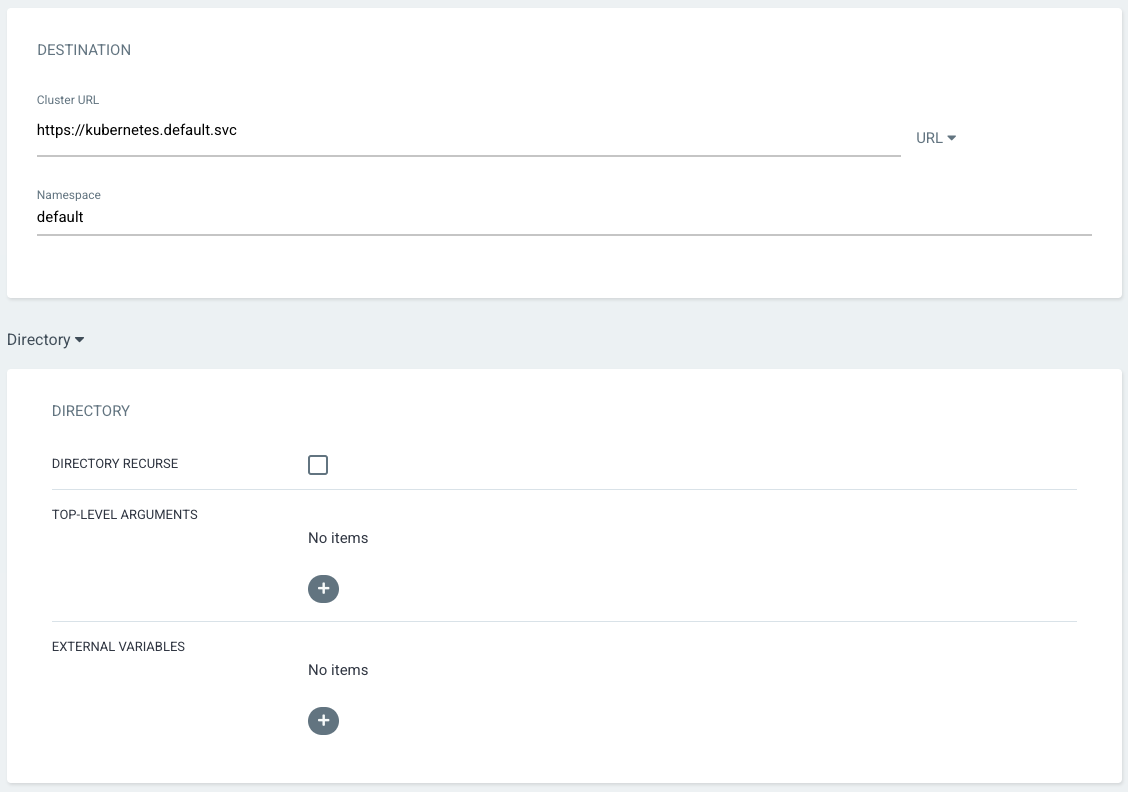 DESTINATION
Cluster URL
https://kubernetes.default.svc
URL
Namespace
default
Directory
DIRECTORY
DIRECTORY RECURSE
TOP-LEVEL ARGUMENTS
No items
EXTERNAL VARIABLES
No items